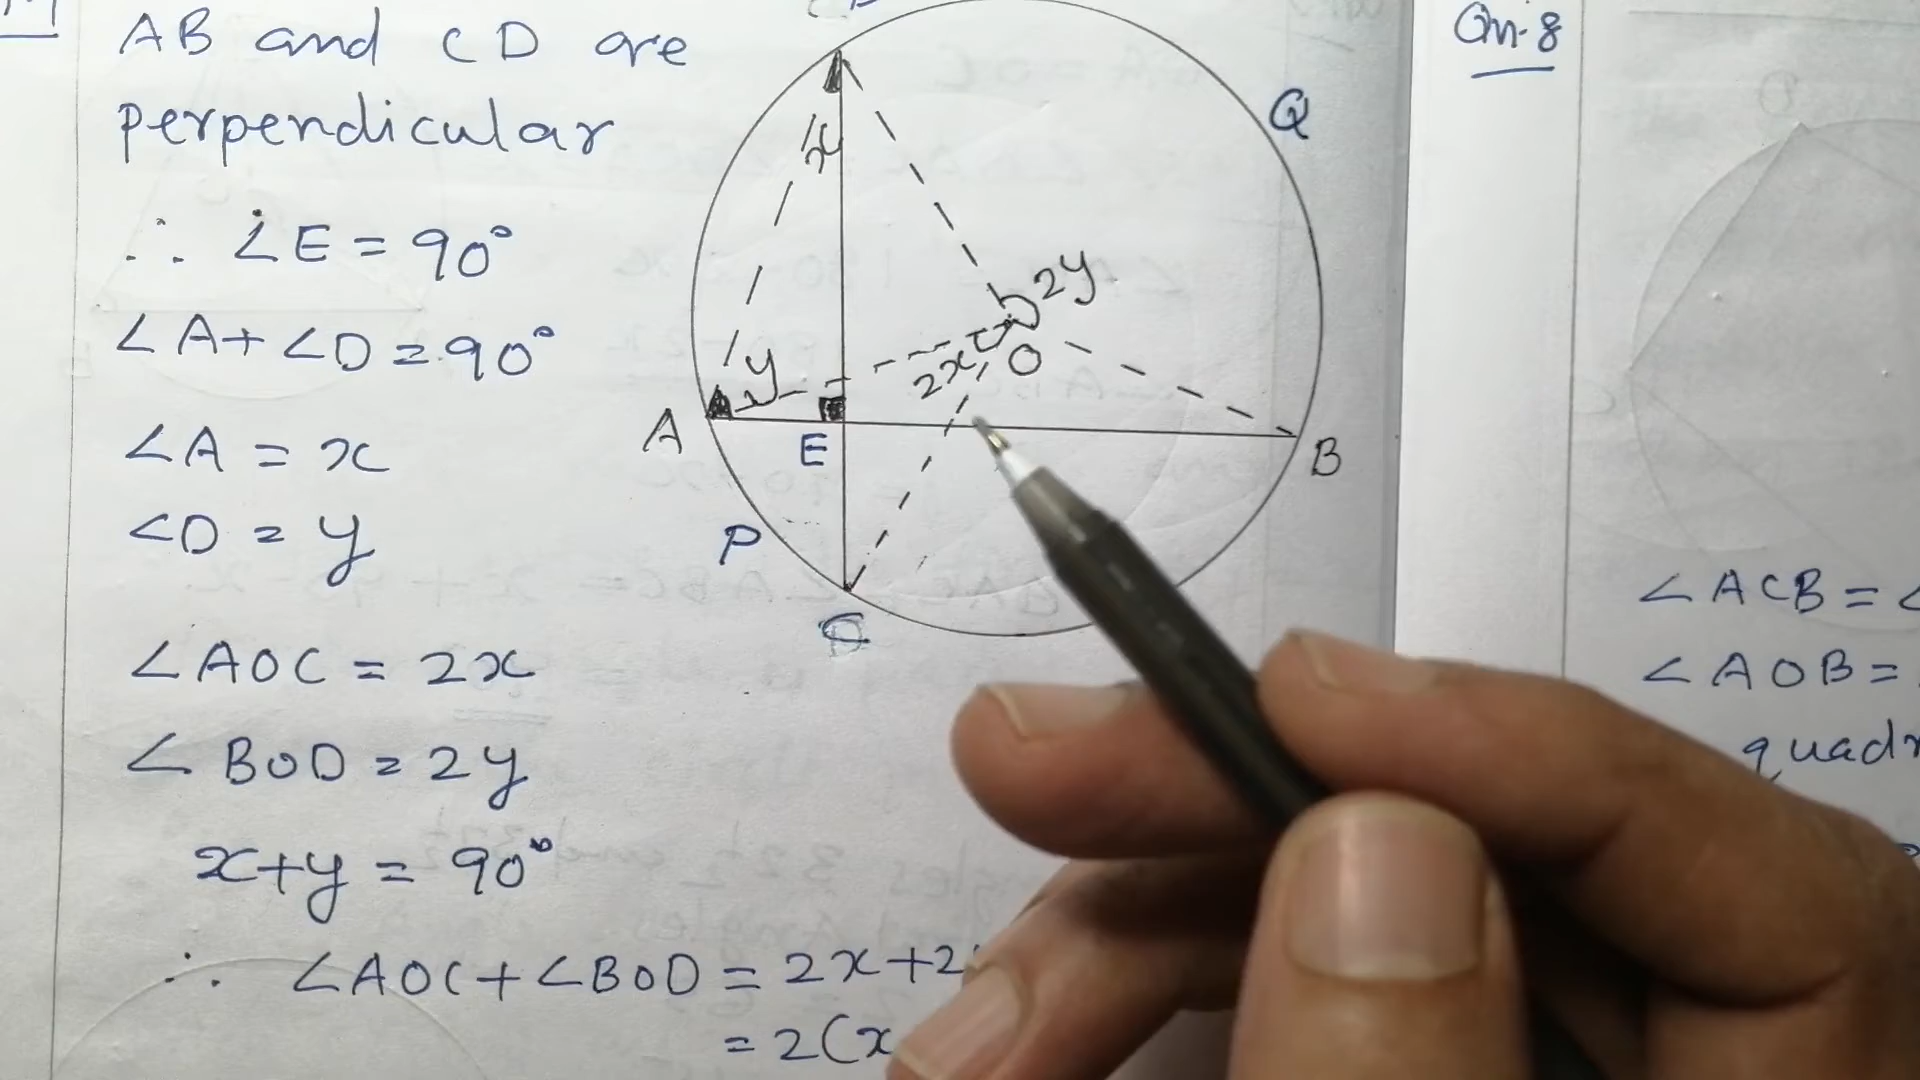 AB and CD are
perpendicular
∴ ∠E = 90°
∠A + ∠D = 90°
∠A = x
∠D = y
∠AOC = 2x
∠BOD = 2y
x+y = 90°
∴ ∠AOC + ∠BOD = 2x+2
= 2(x
x
Q
2y
2x
O
y
A
E
B
P
C
Qn.8
∠ACB = ∠
∠AOB =
quadr